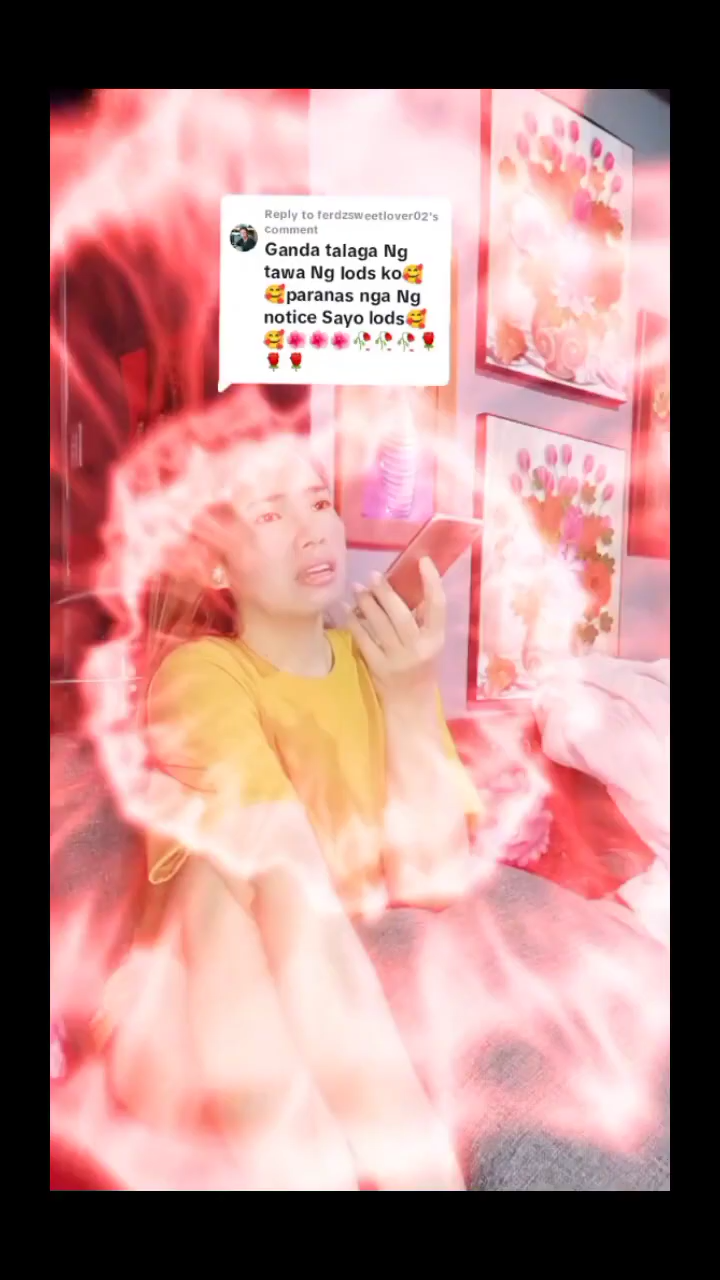 Reply to ferdzsweetlover02's
comment
Ganda talaga Ng
tawa Ng lods ko🥰
🥰paranas nga Ng
notice Sayo lods🥰
🥰🌺🌺🌺🥀🥀🥀🌹
🌹🌹